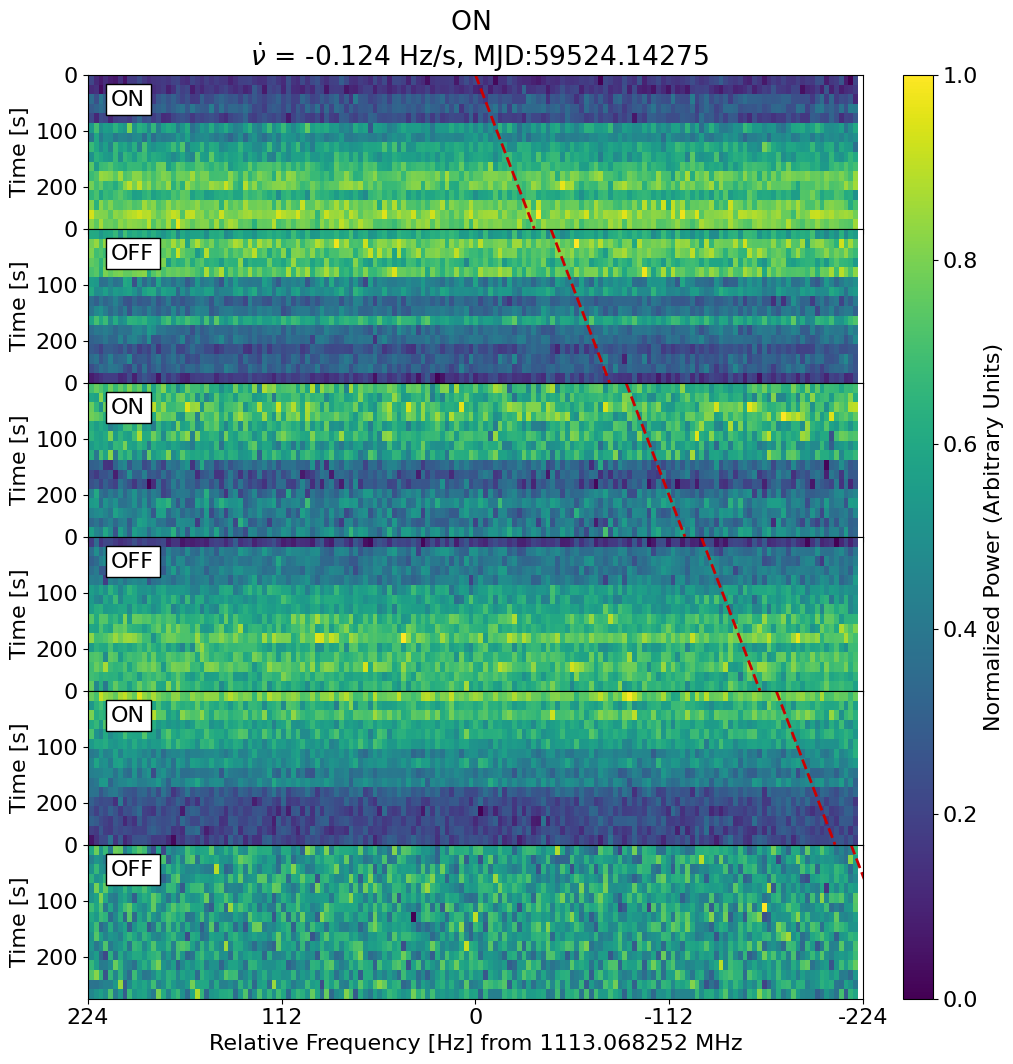 ON
ν̇ = -0.124 Hz/s, MJD:59524.14275
0
ON
100
200
Time [s]
0
OFF
100
200
Time [s]
0
ON
100
200
Time [s]
0
OFF
100
200
Time [s]
0
ON
100
200
Time [s]
0
OFF
100
200
Time [s]
224 112 0 -112 -224
Relative Frequency [Hz] from 1113.068252 MHz
1.0
0.8
0.6
0.4
0.2
0.0
Normalized Power (Arbitrary Units)